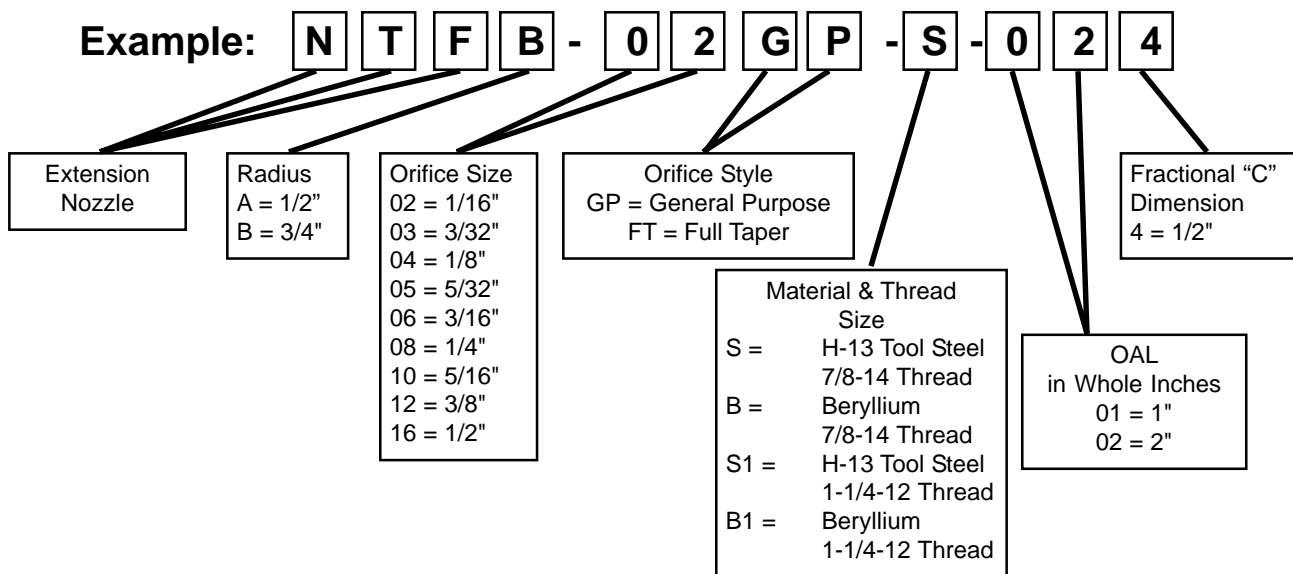 Example: N T F B - 0 2 G P - S - 0 2 4
Extension
Nozzle
Radius
A = 1/2”
B = 3/4"
Orifice Size
02 = 1/16"
03 = 3/32"
04 = 1/8"
05 = 5/32"
06 = 3/16"
08 = 1/4"
10 = 5/16"
12 = 3/8"
16 = 1/2"
Orifice Style
GP = General Purpose
FT = Full Taper
Material & Thread
Size
S = H-13 Tool Steel
7/8-14 Thread
B = Beryllium
7/8-14 Thread
S1 = H-13 Tool Steel
1-1/4-12 Thread
B1 = Beryllium
1-1/4-12 Thread
OAL
in Whole Inches
01 = 1"
02 = 2"
Fractional “C”
Dimension
4 = 1/2"